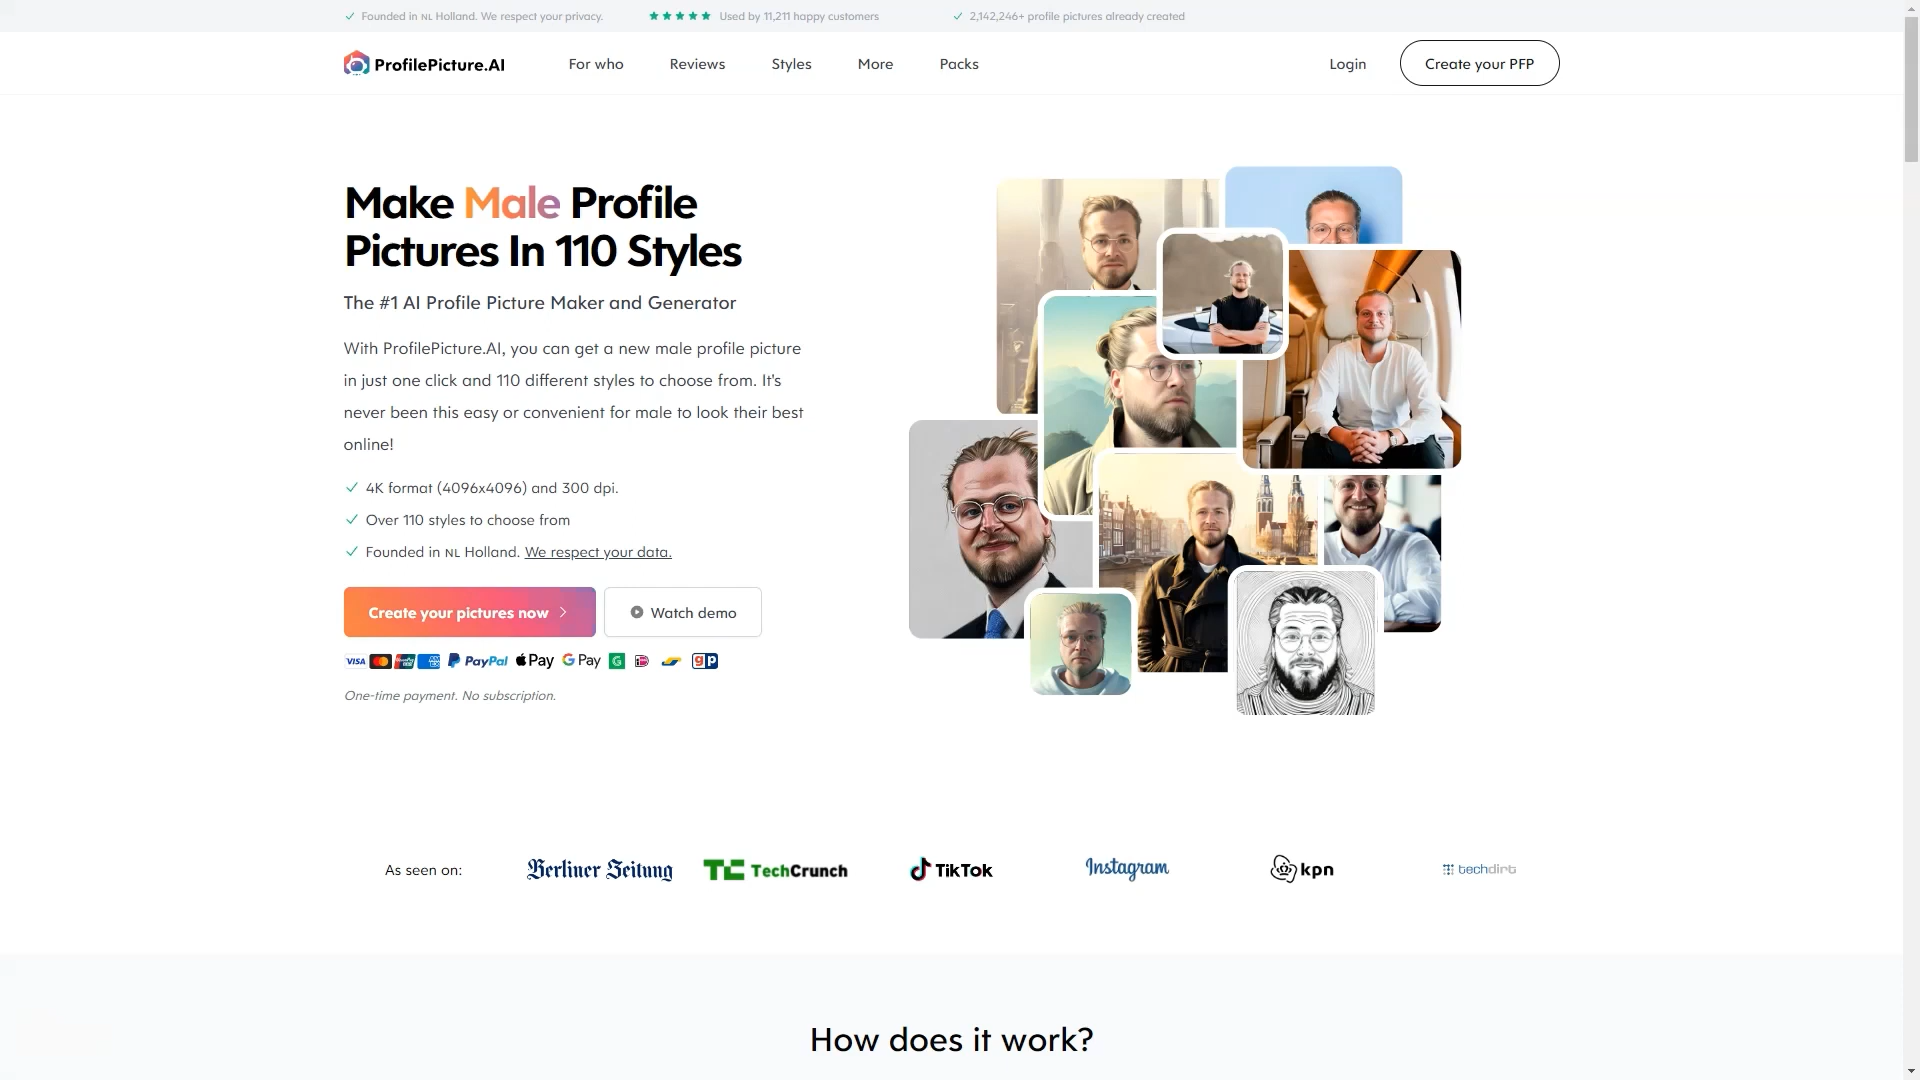 Founded in NL Holland. We respect your privacy.
Used by 11,211 happy customers
2,142,246+ profile pictures already created
ProfilePicture.AI
For who
Reviews
Styles
More
Packs
Login
Create your PFP
Make Male Profile
Pictures In 110 Styles
The #1 AI Profile Picture Maker and Generator
With ProfilePicture.AI, you can get a new male profile picture
in just one click and 110 different styles to choose from. It's
never been this easy or convenient for male to look their best
online!
4K format (4096x4096) and 300 dpi.
Over 110 styles to choose from
Founded in NL Holland. We respect your data.
Create your pictures now
Watch demo
VISA PayPal Pay G Pay G gp
One-time payment. No subscription.
As seen on:
Berliner Zeitung
TC TechCrunch
TikTok
Instagram
kpn
techdirt
How does it work?